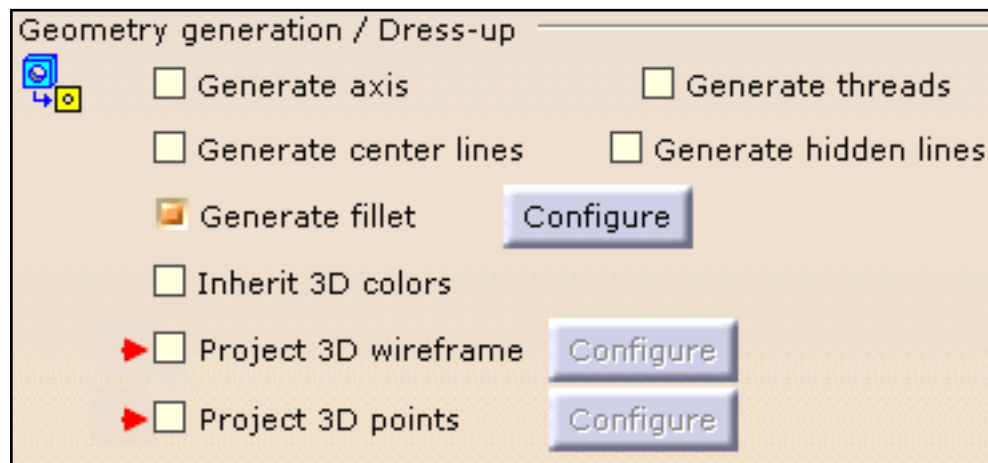 Geometry generation / Dress-up
Generate axis Generate threads
Generate center lines Generate hidden lines
Generate fillet Configure
Inherit 3D colors
Project 3D wireframe Configure
Project 3D points Configure